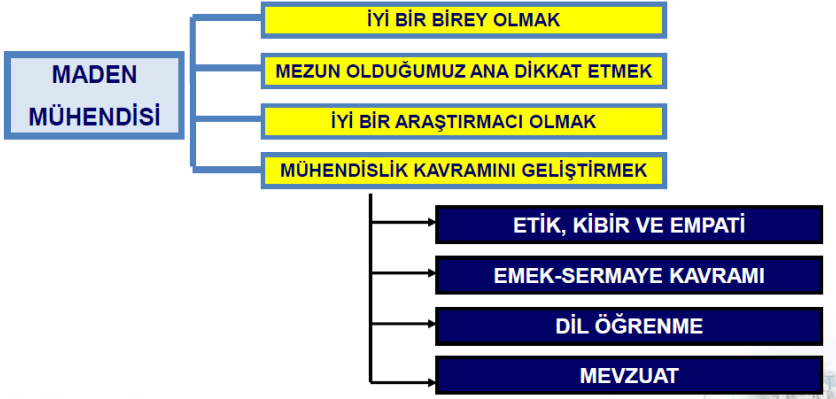 MADEN
MÜHENDİSİ
İYİ BİR BİREY OLMAK
MEZUN OLDUĞUMUZ ANA DİKKAT ETMEK
İYİ BİR ARAŞTIRMACI OLMAK
MÜHENDİSLİK KAVRAMINI GELİŞTİRMEK
ETİK, KİBİR VE EMPATİ
EMEK-SERMAYE KAVRAMI
DİL ÖĞRENME
MEVZUAT